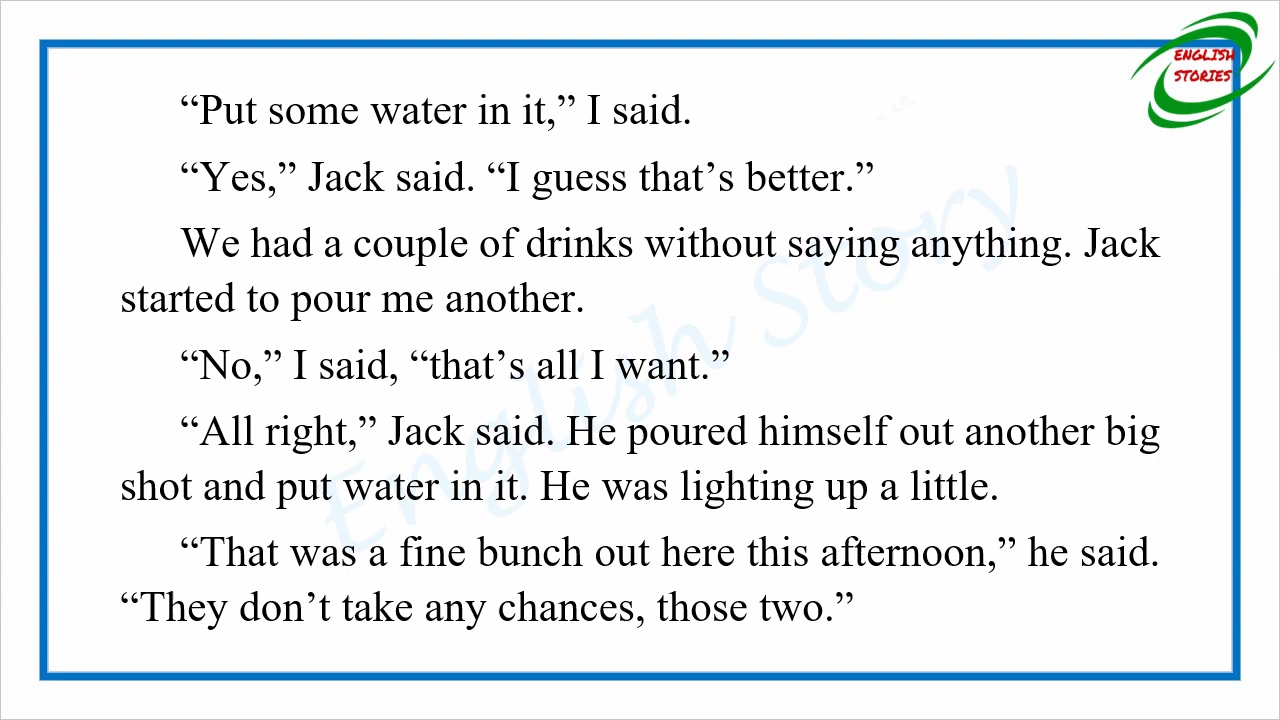 ENGLISH
STORIES
“Put some water in it,” I said.
“Yes,” Jack said. “I guess that’s better.”
We had a couple of drinks without saying anything. Jack
started to pour me another.
“No,” I said, “that’s all I want.”
“All right,” Jack said. He poured himself out another big
shot and put water in it. He was lighting up a little.
“That was a fine bunch out here this afternoon,” he said.
“They don’t take any chances, those two.”
English Story